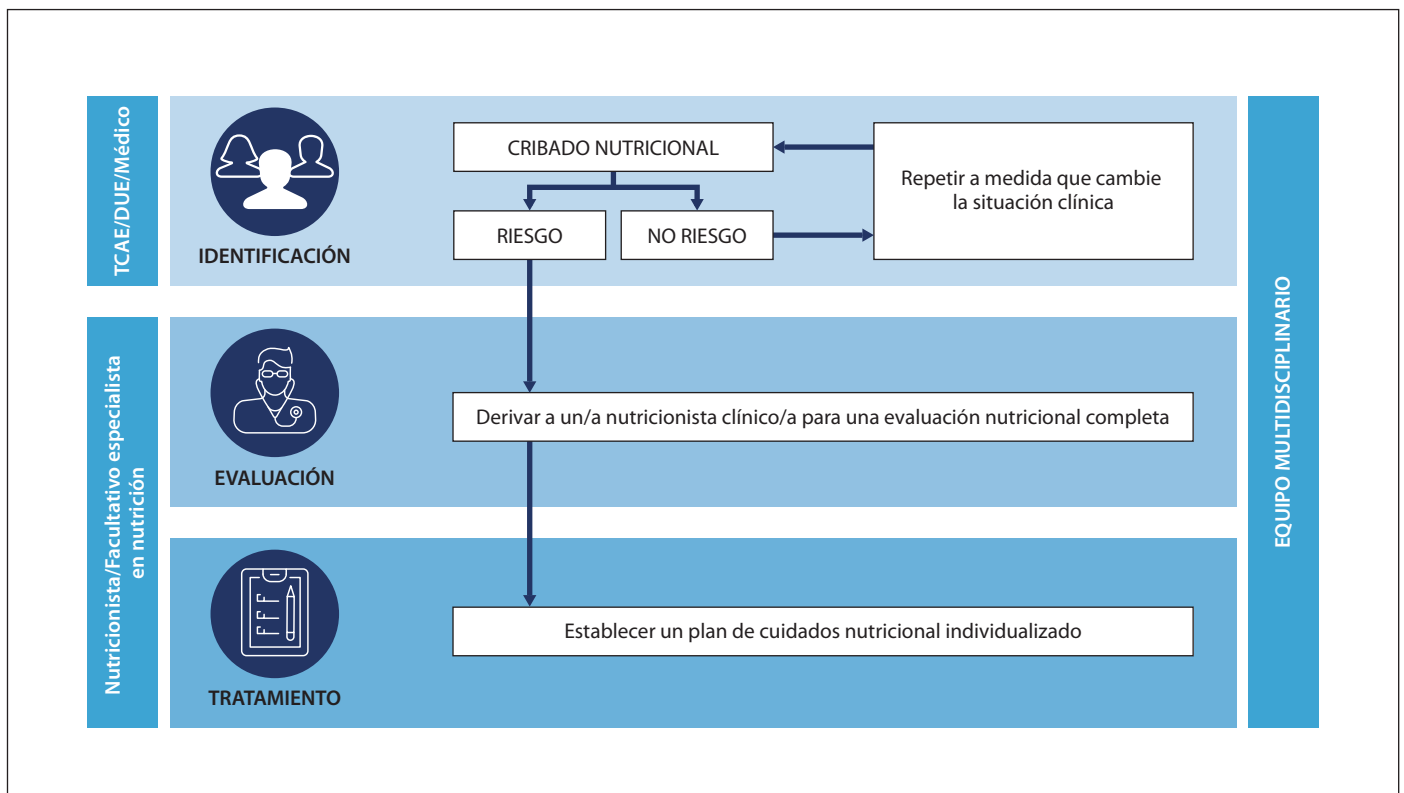 TCAE/DUE/Médico
IDENTIFICACIÓN
CRIBADO NUTRICIONAL
RIESGO
NO RIESGO
Repetir a medida que cambie
la situación clínica
Nutricionista/Facultativo especialista
en nutrición
EVALUACIÓN
Derivar a un/a nutricionista clínico/a para una evaluación nutricional completa
TRATAMIENTO
Establecer un plan de cuidados nutricional individualizado
EQUIPO MULTIDISCIPLINARIO